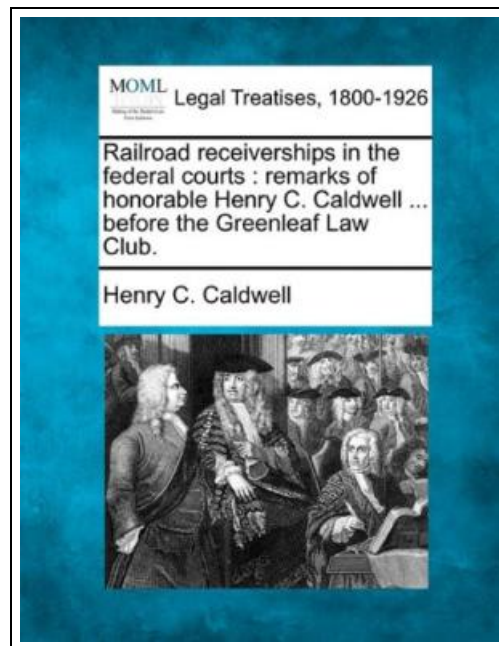 MOML
Legal Treatises, 1800-1926
Railroad receiverships in the
federal courts : remarks of
honorable Henry C. Caldwell ...
before the Greenleaf Law
Club.
Henry C. Caldwell